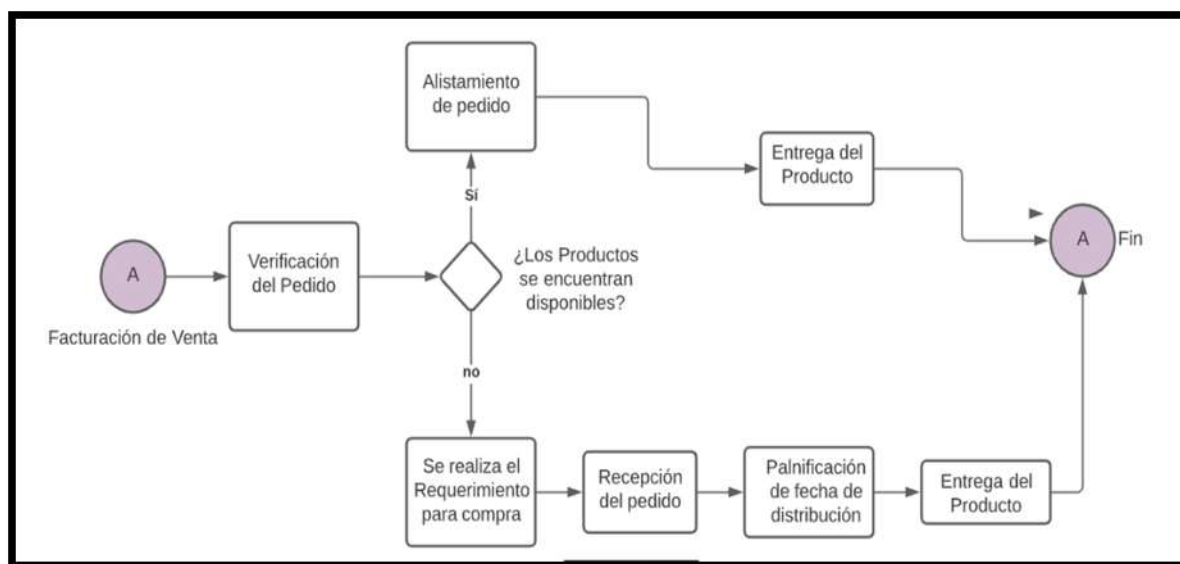 Alistamiento
de pedido
Entrega del
Producto
Sí
A
Fin
A
Verificación
del Pedido
¿Los Productos
se encuentran
disponibles?
Facturación de Venta
no
Se realiza el
Requerimiento
para compra
Recepción
del pedido
Palnificación
de fecha de
distribución
Entrega del
Producto